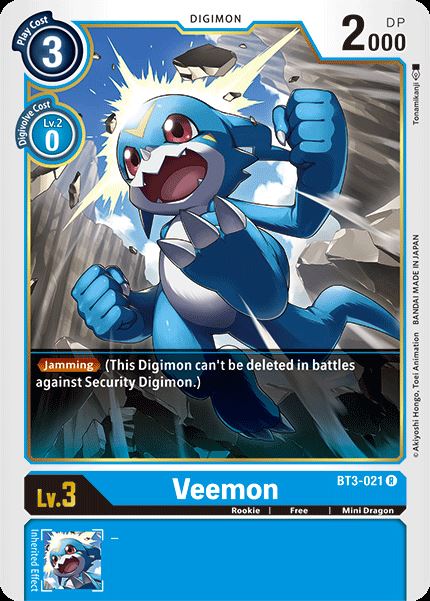 Play Cost
3
DIGIMON
2000
DP
Digivolve Cost
Lv.2
0
Tonamikanji
©Akiyoshi Hongo, Toei Animation BANDAI MADE IN JAPAN
Jamming (This Digimon can't be deleted in battles
against Security Digimon.)
BT3-021 R
Lv.3
Veemon
Rookie | Free | Mini Dragon
Inherited Effect
–